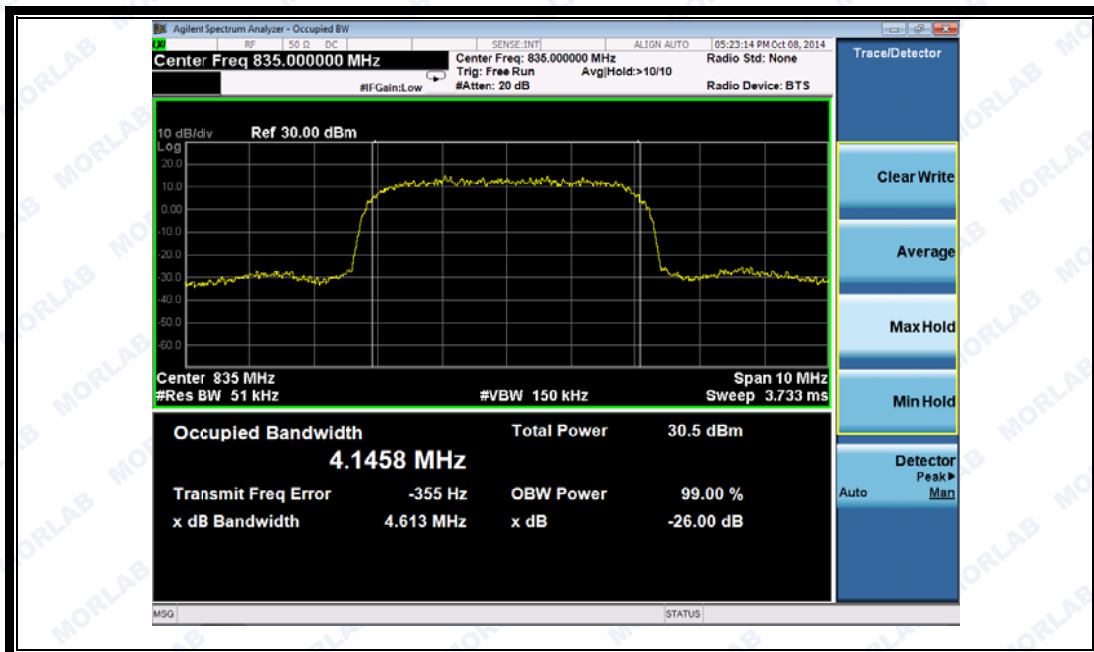 Agilent Spectrum Analyzer - Occupied BW
RF 50 Ω DC SENSE:INT ALIGN AUTO 05:23:14 PM Oct 08, 2014
Center Freq 835.000000 MHz
Center Freq: 835.000000 MHz
Radio Std: None
Trig: Free Run Avg|Hold:>10/10
#IFGain:Low #Atten: 20 dB Radio Device: BTS
10 dB/div Ref 30.00 dBm
Log
20.0
10.0
0.00
-10.0
-20.0
-30.0
-40.0
-50.0
-60.0
Center 835 MHz Span 10 MHz
#Res BW 51 kHz #VBW 150 kHz Sweep 3.733 ms
Occupied Bandwidth Total Power 30.5 dBm
4.1458 MHz
Transmit Freq Error -355 Hz OBW Power 99.00 %
x dB Bandwidth 4.613 MHz x dB -26.00 dB
MSG STATUS
Trace/Detector
Clear Write
Average
Max Hold
Min Hold
Detector
Peak▶
Auto Man
MORLAB